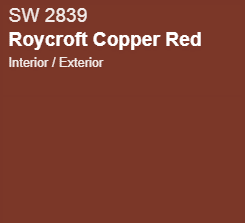 SW 2839
Roycroft Copper Red
Interior / Exterior